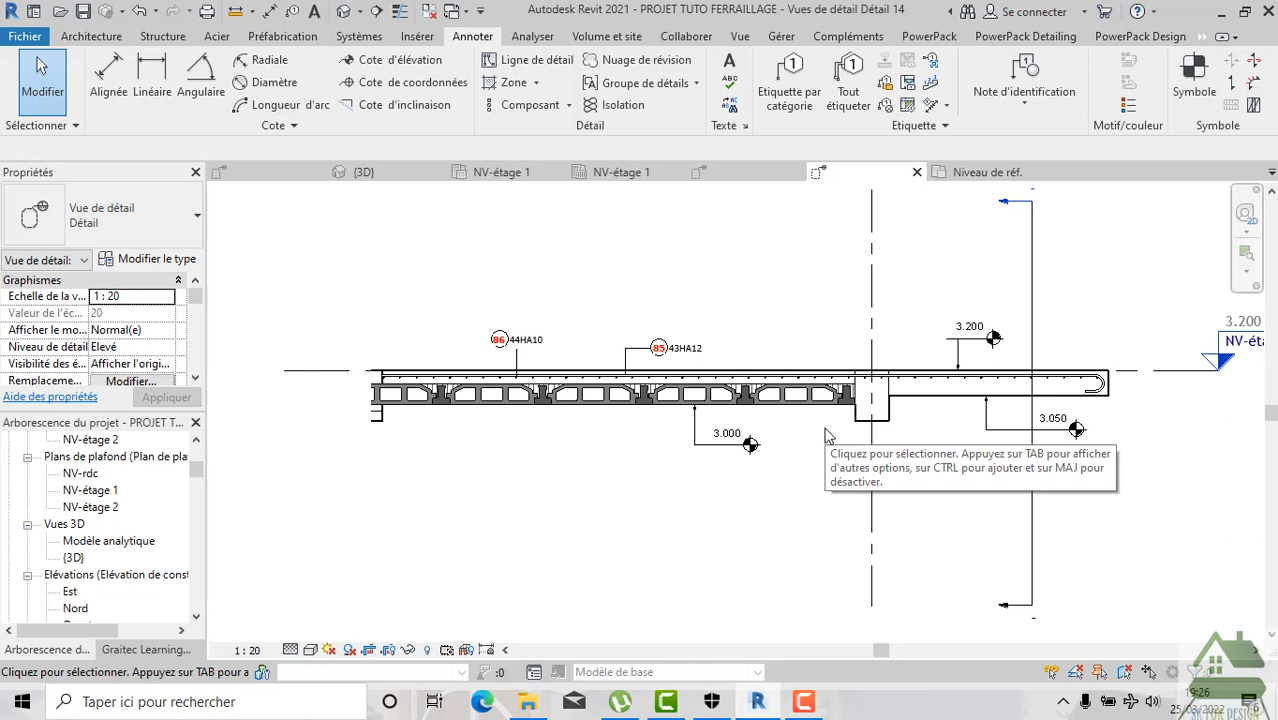 Autodesk Revit 2021 - PROJET TUTO FERRAILLAGE - Vues de détail Détail 14
Se connecter
Fichier Architecture Structure Acier Préfabrication Systèmes Insérer Annoter Analyser Volume et site Collaborer Vue Gérer Compléments PowerPack PowerPack Detailing PowerPack Design
Modifier
Alignée Linéaire Angulaire
Radiale
Diamètre
Longueur d'arc
Cote d'élévation
Cote de coordonnées
Cote d'inclinaison
Ligne de détail
Zone
Composant
Nuage de révision
Groupe de détails
Isolation
Etiquette par catégorie
Tout étiqueter
Note d'identification
Symbole
Sélectionner Cote Détail Texte Etiquette Motif/couleur Symbole
Propriétés
{3D} NV-étage 1 NV-étage 1 Niveau de réf.
Vue de détail
Détail
Vue de détail: Modifier le type
Graphismes
Echelle de la v... 1 : 20
Valeur de l'éc... 20
Afficher le mo... Normal(e)
Niveau de détail Elevé
Visibilité des é... Afficher l'origi...
Remplacement... Modifier...
Aide des propriétés Appliquer
Arborescence du projet - PROJET T...
NV-étage 2
Plans de plafond (Plan de pla
NV-rdc
NV-étage 1
NV-étage 2
Vues 3D
Modèle analytique
{3D}
Elévations (Elévation de const
Est
Nord
Arborescence d... Graitec Learning...
86 44HA10
85 43HA12
3.200
3.200
NV-éta
3.050
3.000
Cliquez pour sélectionner. Appuyez sur TAB pour afficher
d'autres options, sur CTRL pour ajouter et sur MAJ pour
désactiver.
1 : 20
Cliquez pour sélectionner. Appuyez sur TAB pour a
:0
Modèle de base
:0
Taper ici pour rechercher
19:26
25/03/2022